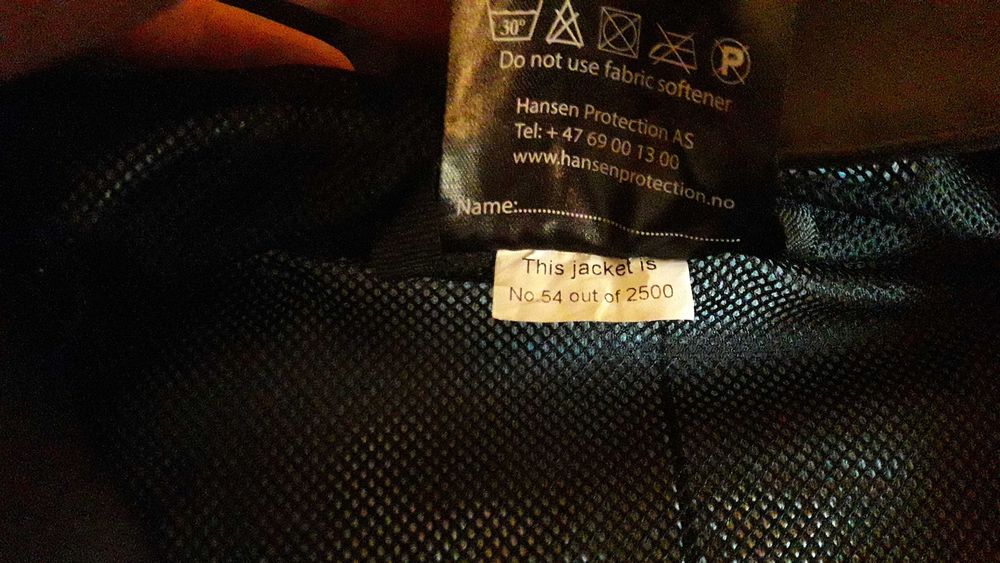 30°
P
Do not use fabric softener
Hansen Protection AS
Tel: + 47 69 00 13 00
www.hansenprotection.no
Name:..............................................
This jacket is
No.54 out of 2500